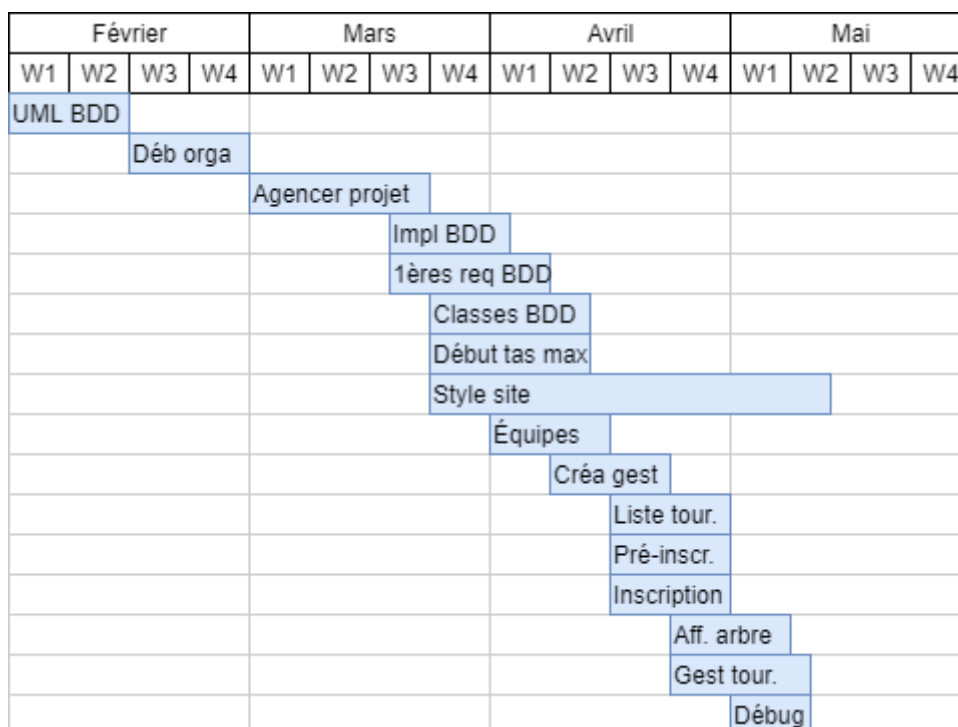 Février Mars Avril Mai
W1 W2 W3 W4 W1 W2 W3 W4 W1 W2 W3 W4 W1 W2 W3 W4
UML BDD
Déb orga
Agencer projet
Impl BDD
1ères req BDD
Classes BDD
Début tas max
Style site
Équipes
Créa gest
Liste tour.
Pré-inscr.
Inscription
Aff. arbre
Gest tour.
Débug